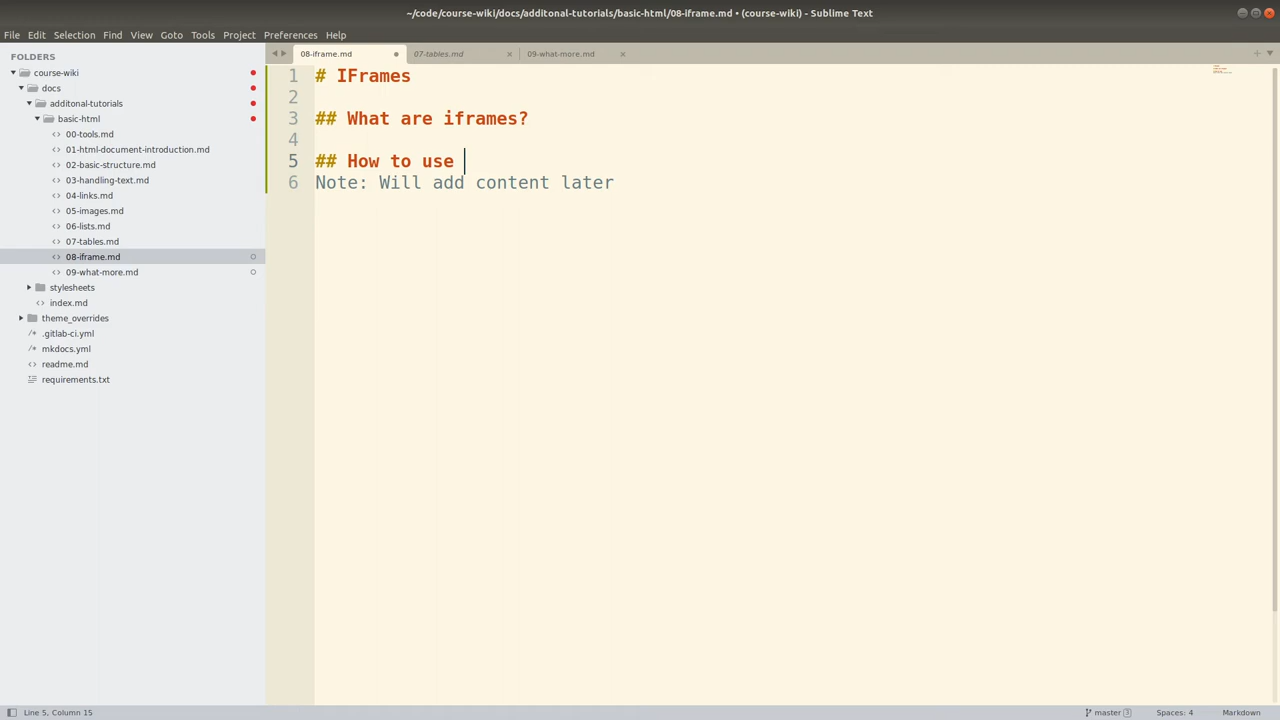 ~/code/course-wiki/docs/additonal-tutorials/basic-html/08-iframe.md • (course-wiki) - Sublime Text
File Edit Selection Find View Goto Tools Project Preferences Help
FOLDERS
course-wiki
docs
additonal-tutorials
basic-html
00-tools.md
01-html-document-introduction.md
02-basic-structure.md
03-handling-text.md
04-links.md
05-images.md
06-lists.md
07-tables.md
08-iframe.md
09-what-more.md
stylesheets
index.md
theme_overrides
.gitlab-ci.yml
mkdocs.yml
readme.md
requirements.txt
08-iframe.md 07-tables.md 09-what-more.md
1 # IFrames
2
3 ## What are iframes?
4
5 ## How to use
6 Note: Will add content later
Line 5, Column 15 master 3 Spaces: 4 Markdown